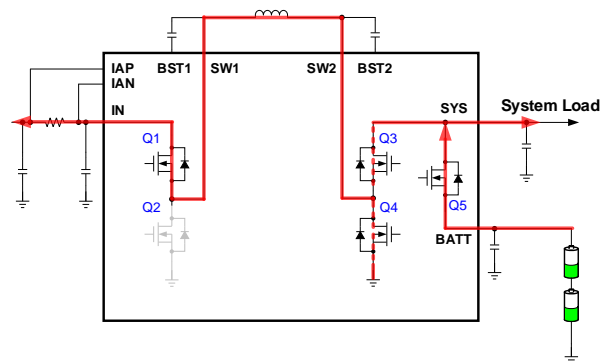 BST1
SW1
SW2
BST2
IAP
IAN
IN
SYS
System Load
Q1
Q3
Q2
Q4
Q5
BATT